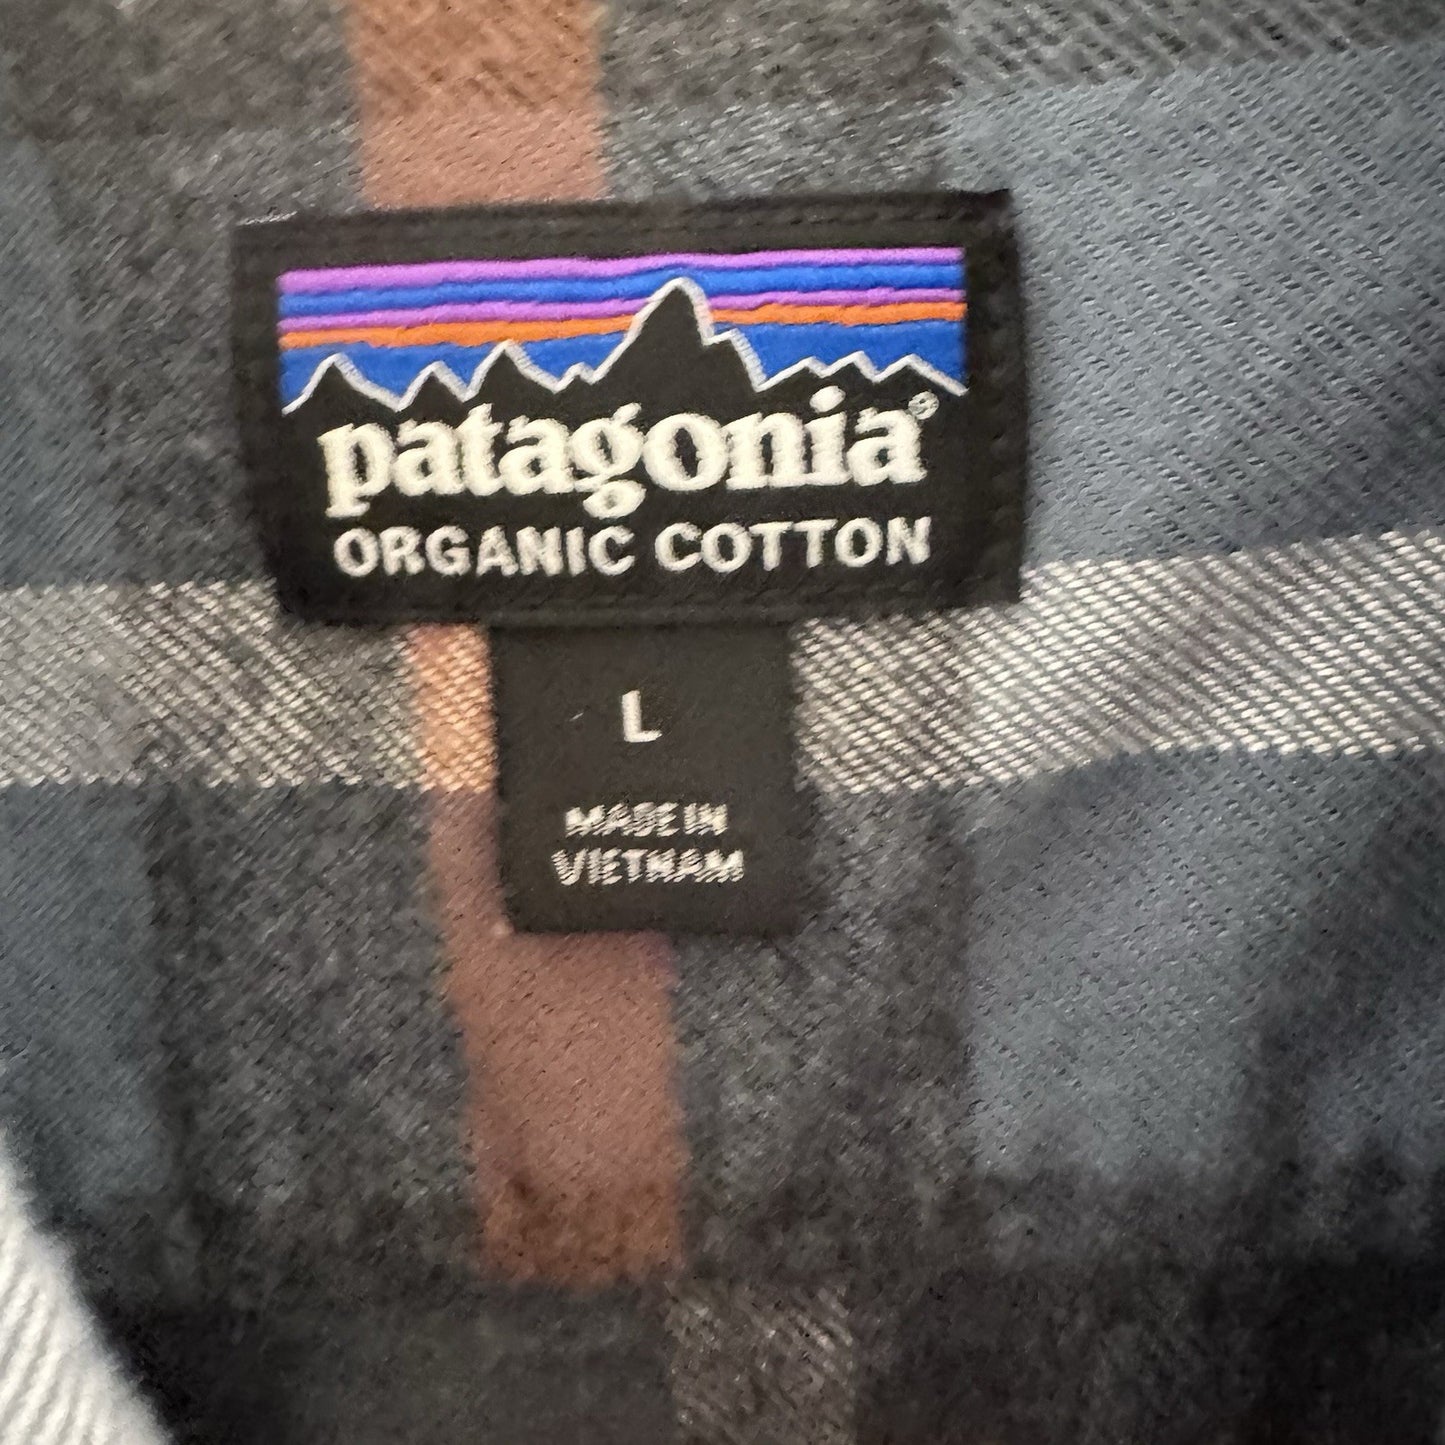 patagonia®
ORGANIC COTTON
L
MADE IN
VIETNAM